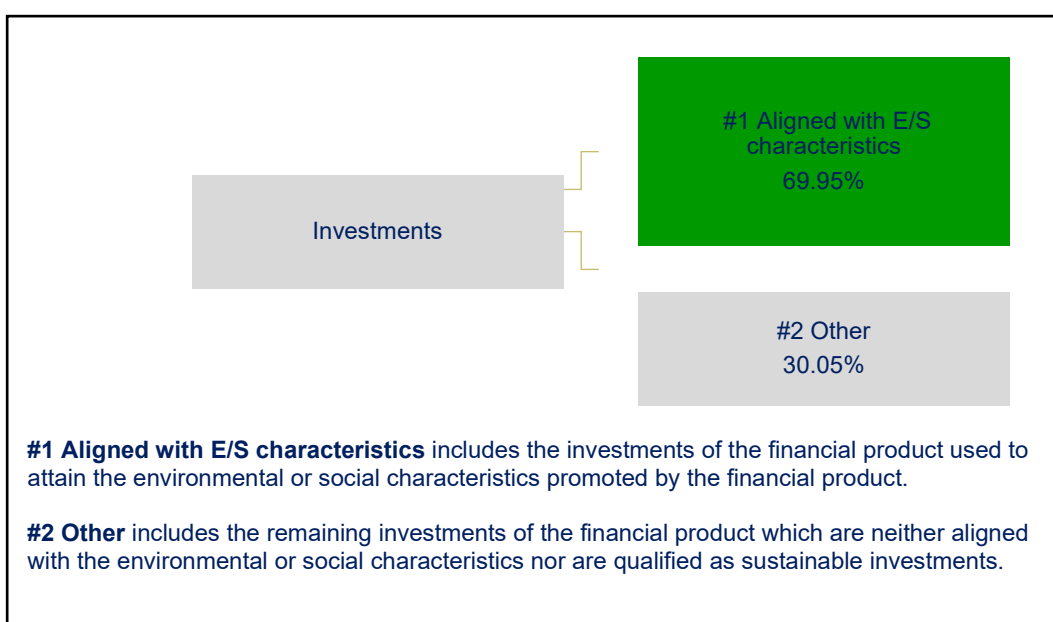 #1 Aligned with E/S
characteristics
69.95%
Investments
#2 Other
30.05%
#1 Aligned with E/S characteristics includes the investments of the financial product used to
attain the environmental or social characteristics promoted by the financial product.
#2 Other includes the remaining investments of the financial product which are neither aligned
with the environmental or social characteristics nor are qualified as sustainable investments.